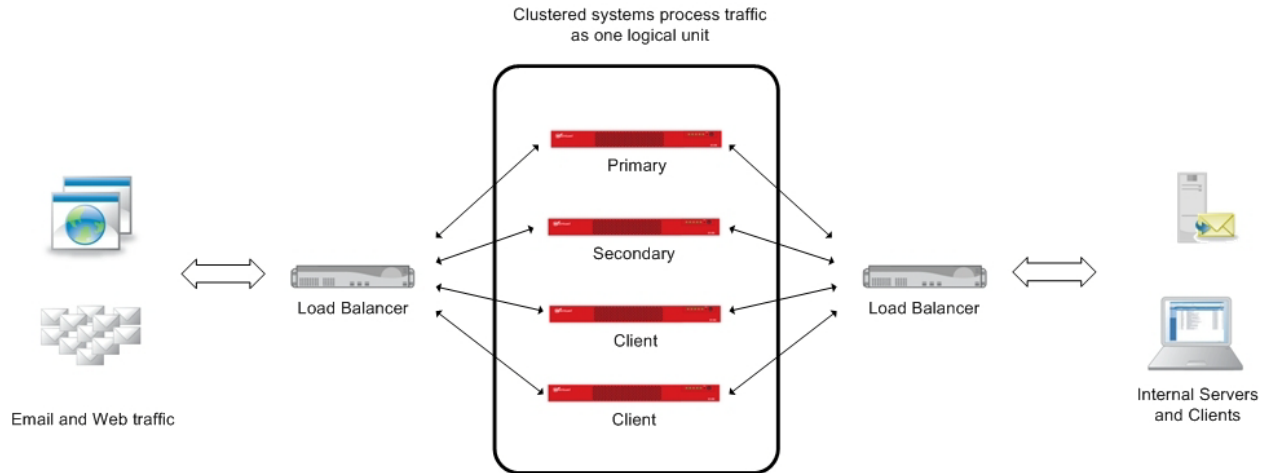 Clustered systems process traffic
as one logical unit
Primary
Secondary
Load Balancer
Load Balancer
Client
Client
Email and Web traffic
Internal Servers
and Clients